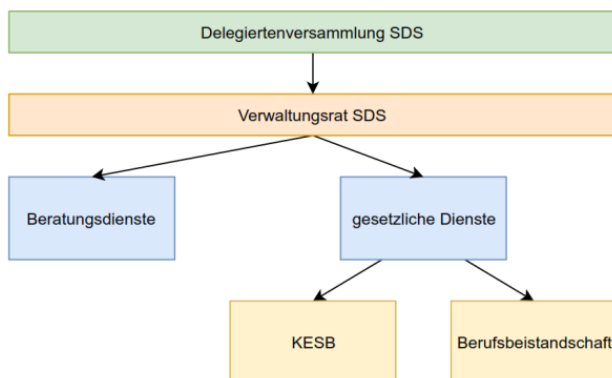 Delegiertenversammlung SDS
Verwaltungsrat SDS
Beratungsdienste
gesetzliche Dienste
KESB
Berufsbeistandschaft